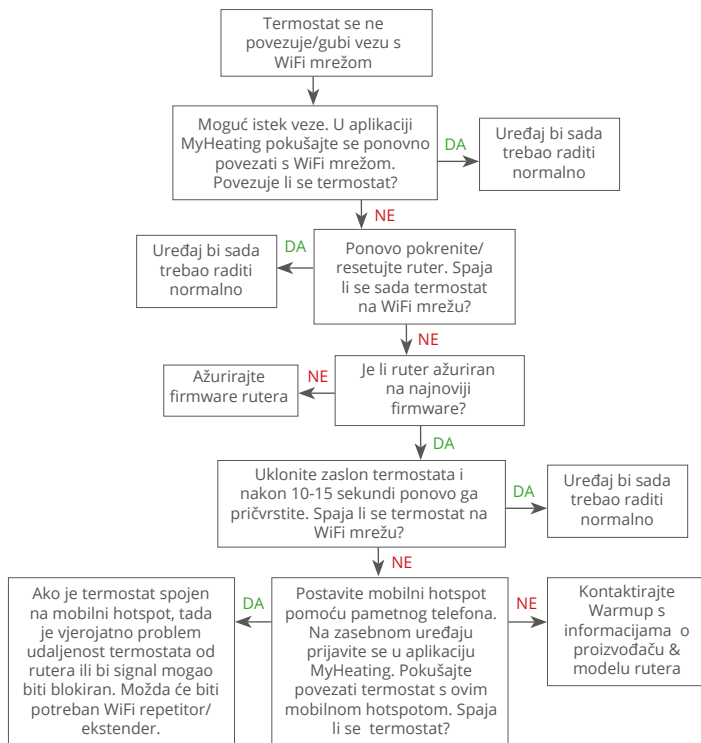 Termostat se ne
povezuje/gubi vezu s
WiFi mrežom
Moguć istek veze. U aplikaciji
MyHeating pokušajte se ponovno
povezati s WiFi mrežom.
Povezuje li se termostat?
DA
Uređaj bi sada
trebao raditi
normalno
NE
Uređaj bi sada
trebao raditi
normalno
DA
Ponovo pokrenite/
resetujte ruter. Spaja
li se sada termostat
na WiFi mrežu?
NE
Ažurirajte
firmware rutera
NE
Je li ruter ažuriran
na najnoviji
firmware?
DA
Uklonite zaslon termostata i
nakon 10-15 sekundi ponovo ga
pričvrstite. Spaja li se termostat na
WiFi mrežu?
DA
Uređaj bi sada
trebao raditi
normalno
NE
Ako je termostat spojen
na mobilni hotspot, tada
je vjerojatno problem
udaljenost termostata od
rutera ili bi signal mogao
biti blokiran. Možda će biti
potreban WiFi repetitor/
ekstender.
DA
Postavite mobilni hotspot
pomoću pametnog telefona.
Na zasebnom uređaju
prijavite se u aplikaciju
MyHeating. Pokušajte
povezati termostat s ovim
mobilnom hotspotom. Spaja
li se termostat?
NE
Kontaktirajte
Warmup s
informacijama o
proizvođaču &
modelu rutera